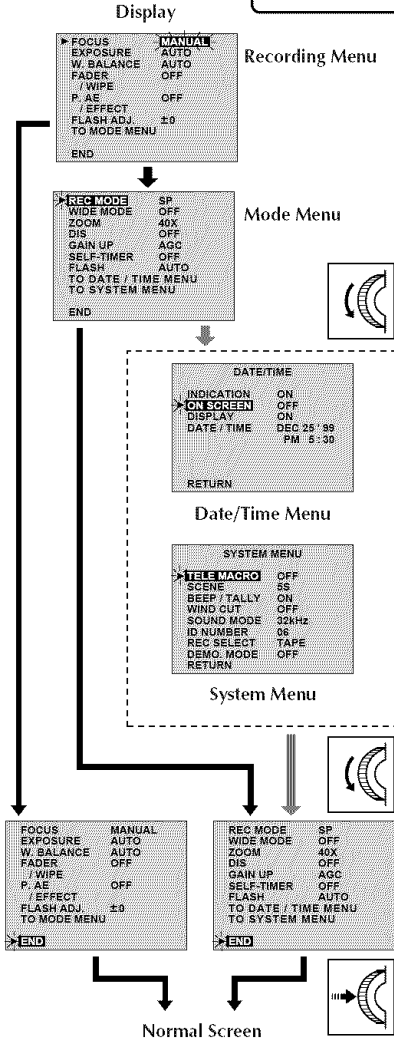 Display
FOCUS MANUAL
EXPOSURE AUTO
W. BALANCE AUTO
FADER OFF
/ WIPE
P. AE OFF
/ EFFECT
FLASH ADJ. ±0
TO MODE MENU
END
Recording Menu
REC MODE SP
WIDE MODE OFF
ZOOM 40X
DIS OFF
GAIN UP AGC
SELF-TIMER OFF
FLASH AUTO
TO DATE / TIME MENU
TO SYSTEM MENU
END
Mode Menu
DATE/TIME
INDICATION ON
ON SCREEN OFF
DISPLAY ON
DATE / TIME DEC 25 ' 99
PM 5 : 30
RETURN
Date/Time Menu
SYSTEM MENU
TELE MACRO OFF
SCENE 5S
BEEP / TALLY ON
WIND CUT OFF
SOUND MODE 32kHz
ID NUMBER 06
REC SELECT TAPE
DEMO. MODE OFF
RETURN
System Menu
FOCUS MANUAL
EXPOSURE AUTO
W. BALANCE AUTO
FADER OFF
/ WIPE
P. AE OFF
/ EFFECT
FLASH ADJ. ±0
TO MODE MENU
END
REC MODE SP
WIDE MODE OFF
ZOOM 40X
DIS OFF
GAIN UP AGC
SELF-TIMER OFF
FLASH AUTO
TO DATE / TIME MENU
TO SYSTEM MENU
END
Normal Screen